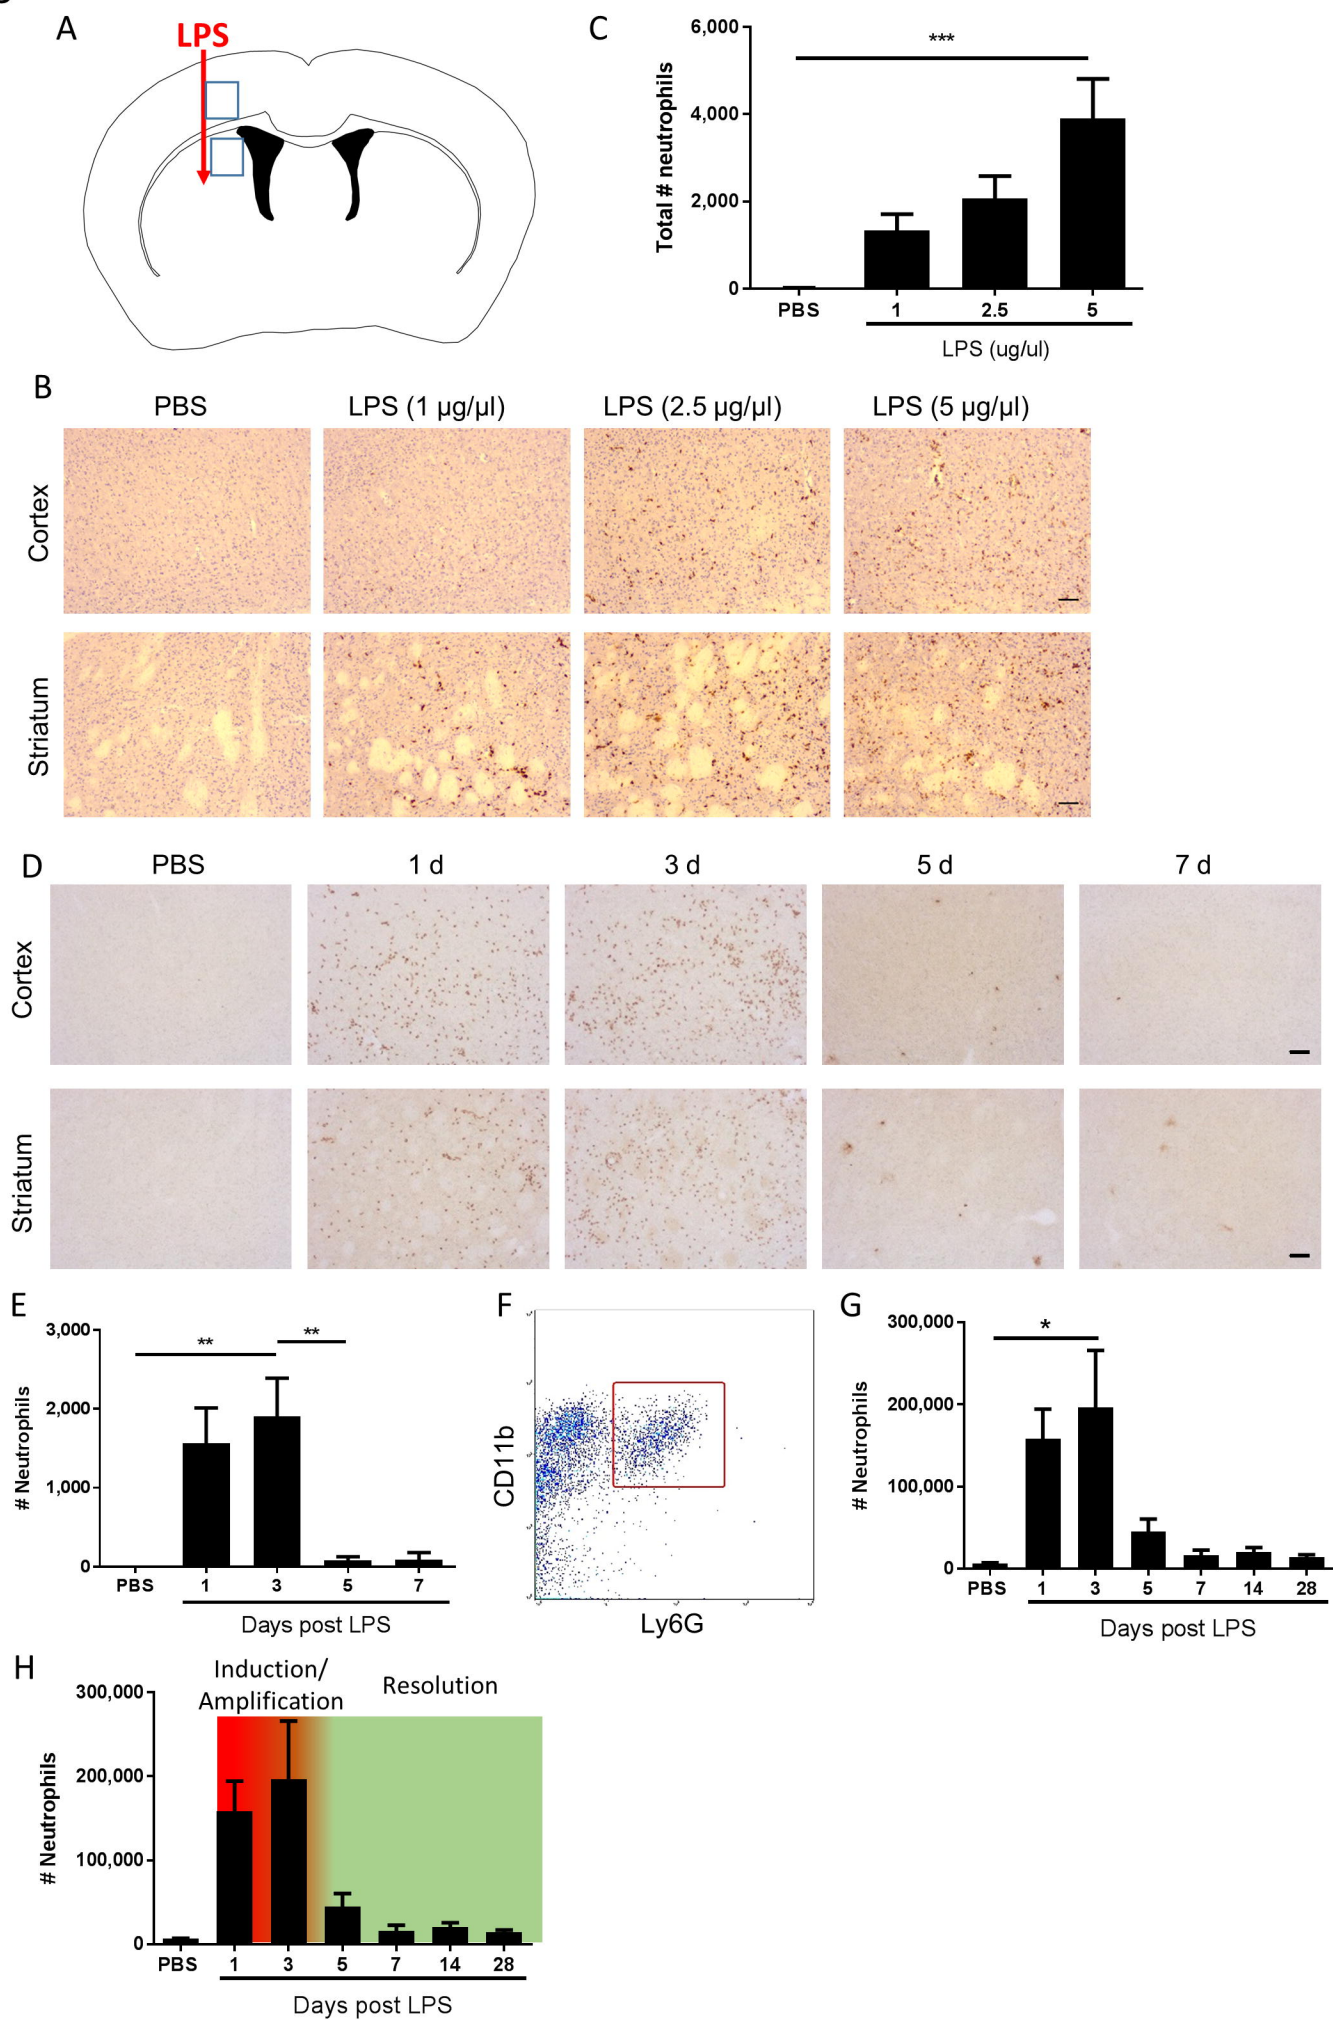 A
LPS
C
6,000
4,000
2,000
0
Total # neutrophils
***
PBS 1 2.5 5
LPS (ug/ul)
B
PBS LPS (1 µg/µl) LPS (2.5 µg/µl) LPS (5 µg/µl)
Cortex
Striatum
D
PBS 1 d 3 d 5 d 7 d
Cortex
Striatum
E
3,000
2,000
1,000
0
# Neutrophils
** **
PBS 1 3 5 7
Days post LPS
F
CD11b
Ly6G
G
300,000
200,000
100,000
0
# Neutrophils
*
PBS 1 3 5 7 14 28
Days post LPS
H
Induction/
Amplification
Resolution
300,000
200,000
100,000
0
# Neutrophils
PBS 1 3 5 7 14 28
Days post LPS